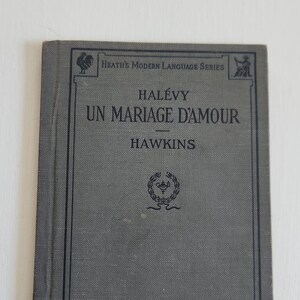 HEATH'S MODERN LANGUAGE SERIES
HALÉVY
UN MARIAGE D'AMOUR
HAWKINS